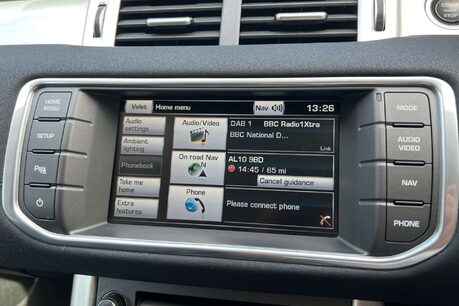 START
HOME
MENU
SETUP
Valet
Home menu
Nav
13:26
Audio
settings
Ambient
lighting
Phonebook
Take me
home
Extra
features
Audio/Video
On road Nav
N
Phone
DAB 1 BBC Radio1Xtra
BBC National D...
Link
AL10 9BD
14:45 / 65 mi
Cancel guidance
Please connect phone
MODE
AUDIO
VIDEO
NAV
PHONE